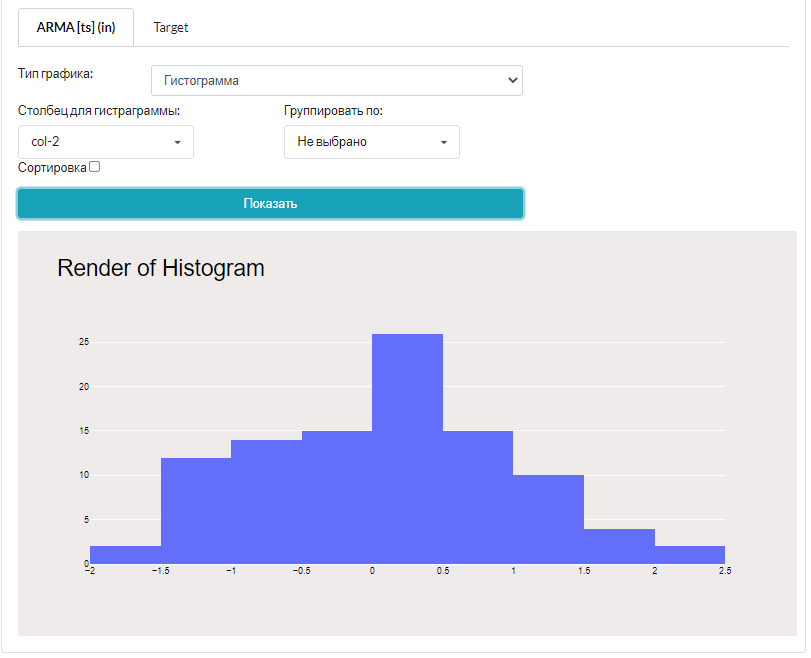 ARMA [ts] (in) Target
Тип графика: Гистограмма
Столбец для гистраграммы: Группировать по:
col-2 Не выбрано
Сортировка
Показать
Render of Histogram
25
20
15
10
5
0
−2 −1.5 −1 −0.5 0 0.5 1 1.5 2 2.5